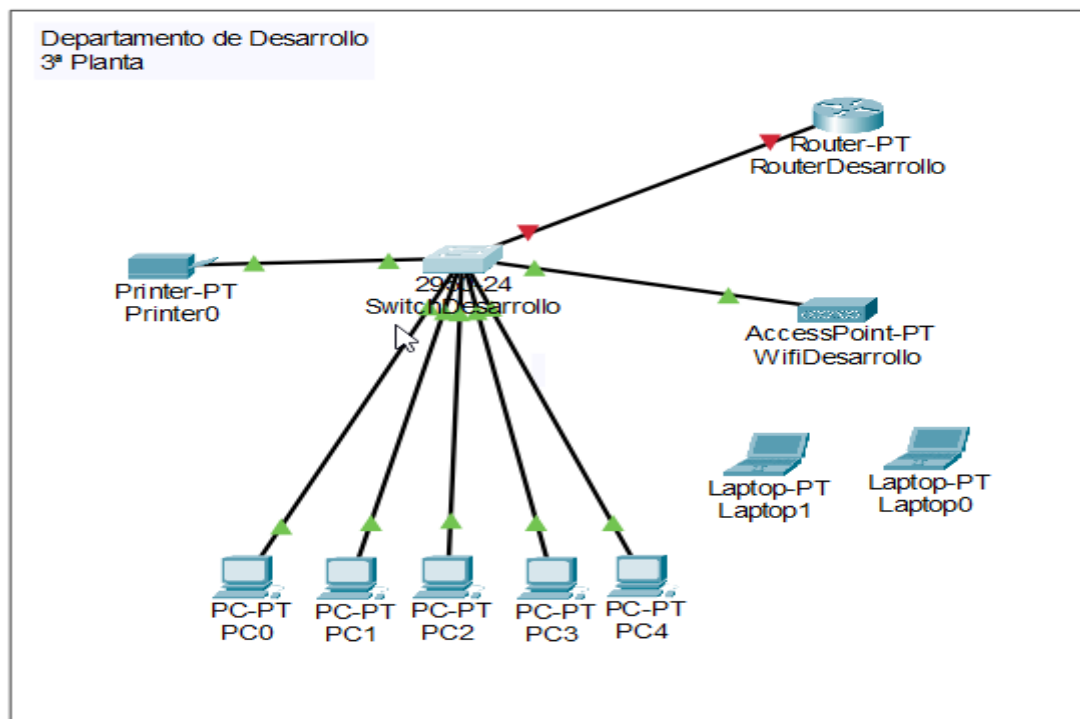 Departamento de Desarrollo
3ª Planta
Router-PT
RouterDesarrollo
Printer-PT
Printer0
SwitchDesarrollo
AccessPoint-PT
WifiDesarrollo
Laptop-PT
Laptop1
Laptop-PT
Laptop0
PC-PT
PC0
PC-PT
PC1
PC-PT
PC2
PC-PT
PC3
PC-PT
PC4